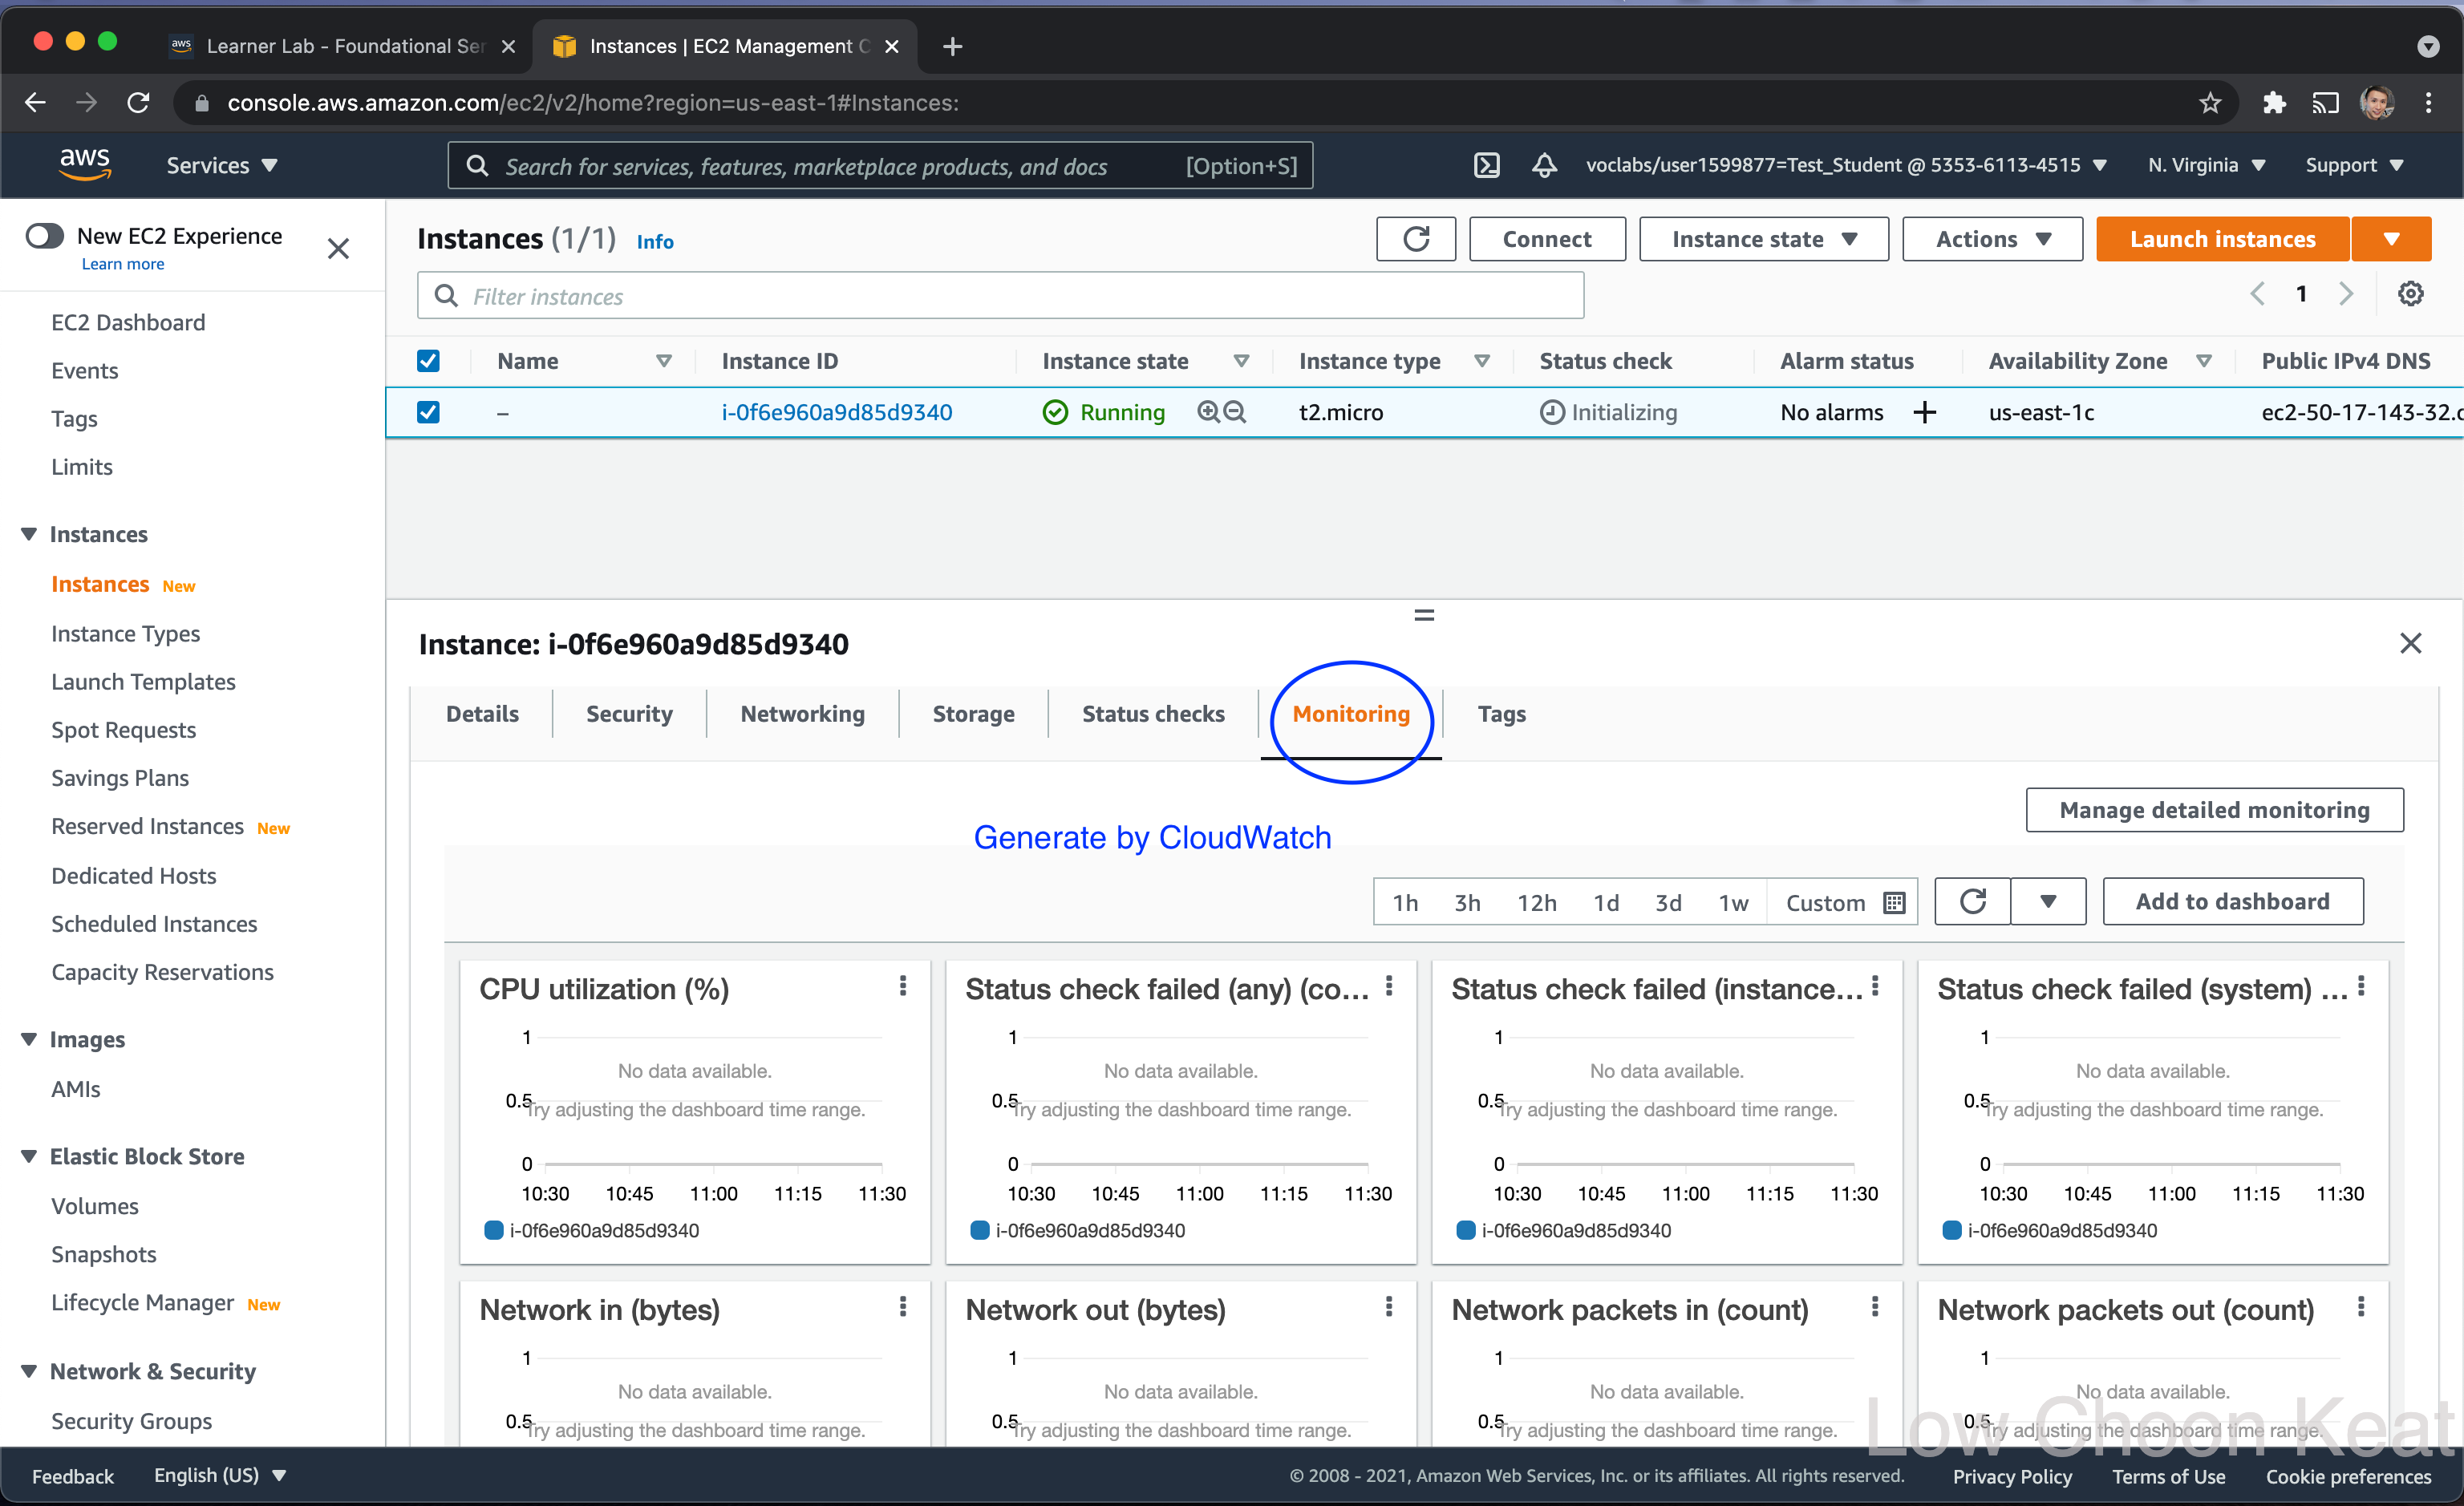 aws Learner Lab - Foundational Ser
Instances | EC2 Management C
console.aws.amazon.com/ec2/v2/home?region=us-east-1#Instances:
aws Services Search for services, features, marketplace products, and docs [Option+S] voclabs/user1599877=Test_Student @ 5353-6113-4515 N. Virginia Support
New EC2 Experience
Learn more
EC2 Dashboard
Events
Tags
Limits
Instances
Instances New
Instance Types
Launch Templates
Spot Requests
Savings Plans
Reserved Instances New
Dedicated Hosts
Scheduled Instances
Capacity Reservations
Images
AMIs
Elastic Block Store
Volumes
Snapshots
Lifecycle Manager New
Network & Security
Security Groups
Instances (1/1) Info Connect Instance state Actions Launch instances
Filter instances 1
Name Instance ID Instance state Instance type Status check Alarm status Availability Zone Public IPv4 DNS
– i-0f6e960a9d85d9340 Running t2.micro Initializing No alarms + us-east-1c ec2-50-17-143-32.c
Instance: i-0f6e960a9d85d9340
Details Security Networking Storage Status checks Monitoring Tags
Manage detailed monitoring
Generate by CloudWatch
1h 3h 12h 1d 3d 1w Custom Add to dashboard
CPU utilization (%)
1
No data available.
0.5
Try adjusting the dashboard time range.
0
10:30 10:45 11:00 11:15 11:30
i-0f6e960a9d85d9340
Status check failed (any) (co...
1
No data available.
0.5
Try adjusting the dashboard time range.
0
10:30 10:45 11:00 11:15 11:30
i-0f6e960a9d85d9340
Status check failed (instance...
1
No data available.
0.5
Try adjusting the dashboard time range.
0
10:30 10:45 11:00 11:15 11:30
i-0f6e960a9d85d9340
Status check failed (system) ...
1
No data available.
0.5
Try adjusting the dashboard time range.
0
10:30 10:45 11:00 11:15 11:30
i-0f6e960a9d85d9340
Network in (bytes)
1
No data available.
0.5
Try adjusting the dashboard time range.
Network out (bytes)
1
No data available.
0.5
Try adjusting the dashboard time range.
Network packets in (count)
1
No data available.
0.5
Try adjusting the dashboard time range.
Network packets out (count)
1
No data available.
0.5
Try adjusting the dashboard time range.
Low Choon Keat
Feedback English (US) © 2008 - 2021, Amazon Web Services, Inc. or its affiliates. All rights reserved. Privacy Policy Terms of Use Cookie preferences